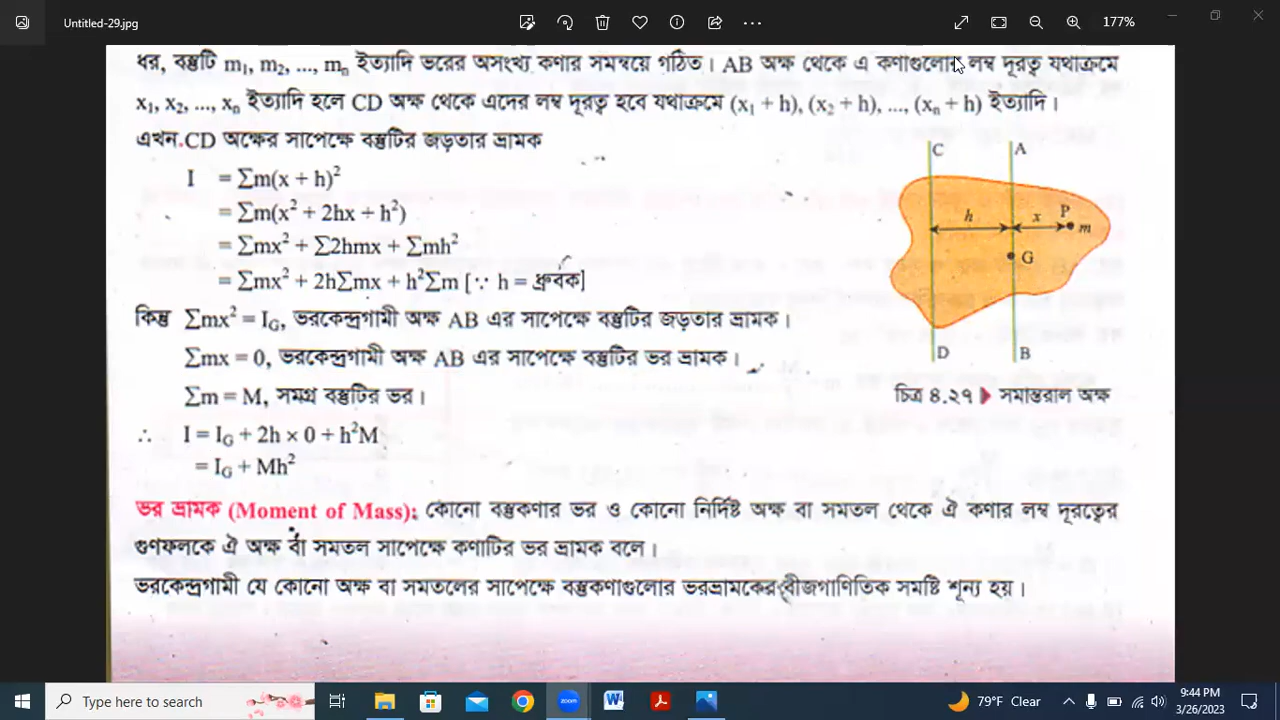 Untitled-29.jpg
177%
ধর, বস্তুটি m₁, m₂, ..., mₙ ইত্যাদি ভরের অসংখ্য কণার সমন্বয়ে গঠিত। AB অক্ষ থেকে এ কণাগুলোর লম্ব দূরত্ব যথাক্রমে
x₁, x₂, ..., xₙ ইত্যাদি হলে CD অক্ষ থেকে এদের লম্ব দূরত্ব হবে যথাক্রমে (x₁ + h), (x₂ + h), ..., (xₙ + h) ইত্যাদি।
এখন CD অক্ষের সাপেক্ষে বস্তুটির জড়তার ভ্রামক
I = ∑m(x + h)²
= ∑m(x² + 2hx + h²)
= ∑mx² + ∑2hmx + ∑mh²
= ∑mx² + 2h∑mx + h²∑m [∵ h = ধ্রুবক]
কিন্তু ∑mx² = I_G, ভরকেন্দ্রগামী অক্ষ AB এর সাপেক্ষে বস্তুটির জড়তার ভ্রামক।
∑mx = 0, ভরকেন্দ্রগামী অক্ষ AB এর সাপেক্ষে বস্তুটির ভর ভ্রামক।
∑m = M, সমগ্র বস্তুটির ভর।
∴ I = I_G + 2h × 0 + h²M
= I_G + Mh²
C A
h x P
m
G
D B
চিত্র ৪.২৭ সমান্তরাল অক্ষ
ভর ভ্রামক (Moment of Mass): কোনো বস্তুকণার ভর ও কোনো নির্দিষ্ট অক্ষ বা সমতল থেকে ঐ কণার লম্ব দূরত্বের
গুণফলকে ঐ অক্ষ বা সমতল সাপেক্ষে কণাটির ভর ভ্রামক বলে।
ভরকেন্দ্রগামী যে কোনো অক্ষ বা সমতলের সাপেক্ষে বস্তুকণাগুলোর ভরভ্রামকের বীজগাণিতিক সমষ্টি শূন্য হয়।
Type here to search
zoom
79°F Clear
9:44 PM
3/26/2023